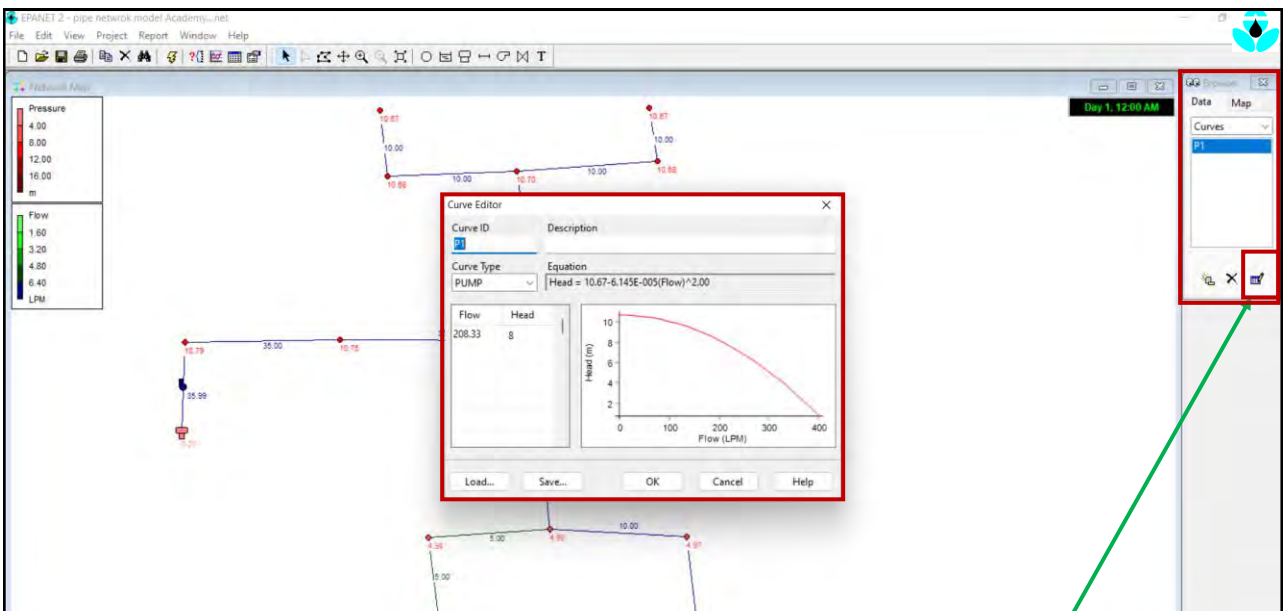 EPANET 2 - pipe netwrok model Academy,..net
File Edit View Project Report Window Help
T
Network Map
Day 1, 12:00 AM
Pressure
4.00
8.00
12.00
16.00
m
Flow
1.60
3.20
4.80
6.40
LPM
10.67
10.67
10.00
10.00
10.68
10.00
10.70
10.00
10.68
10.79
35.00
35.99
4.98
5.00
10.00
4.97
5.00
Curve Editor
Curve ID Description
P1
Curve Type Equation
PUMP Head = 10.67-6.145E-005(Flow)^2.00
Flow Head
208.33 8
Head (m)
10
8
6
4
2
0 100 200 300 400
Flow (LPM)
Load... Save... OK Cancel Help
Browser
Data Map
Curves
P1